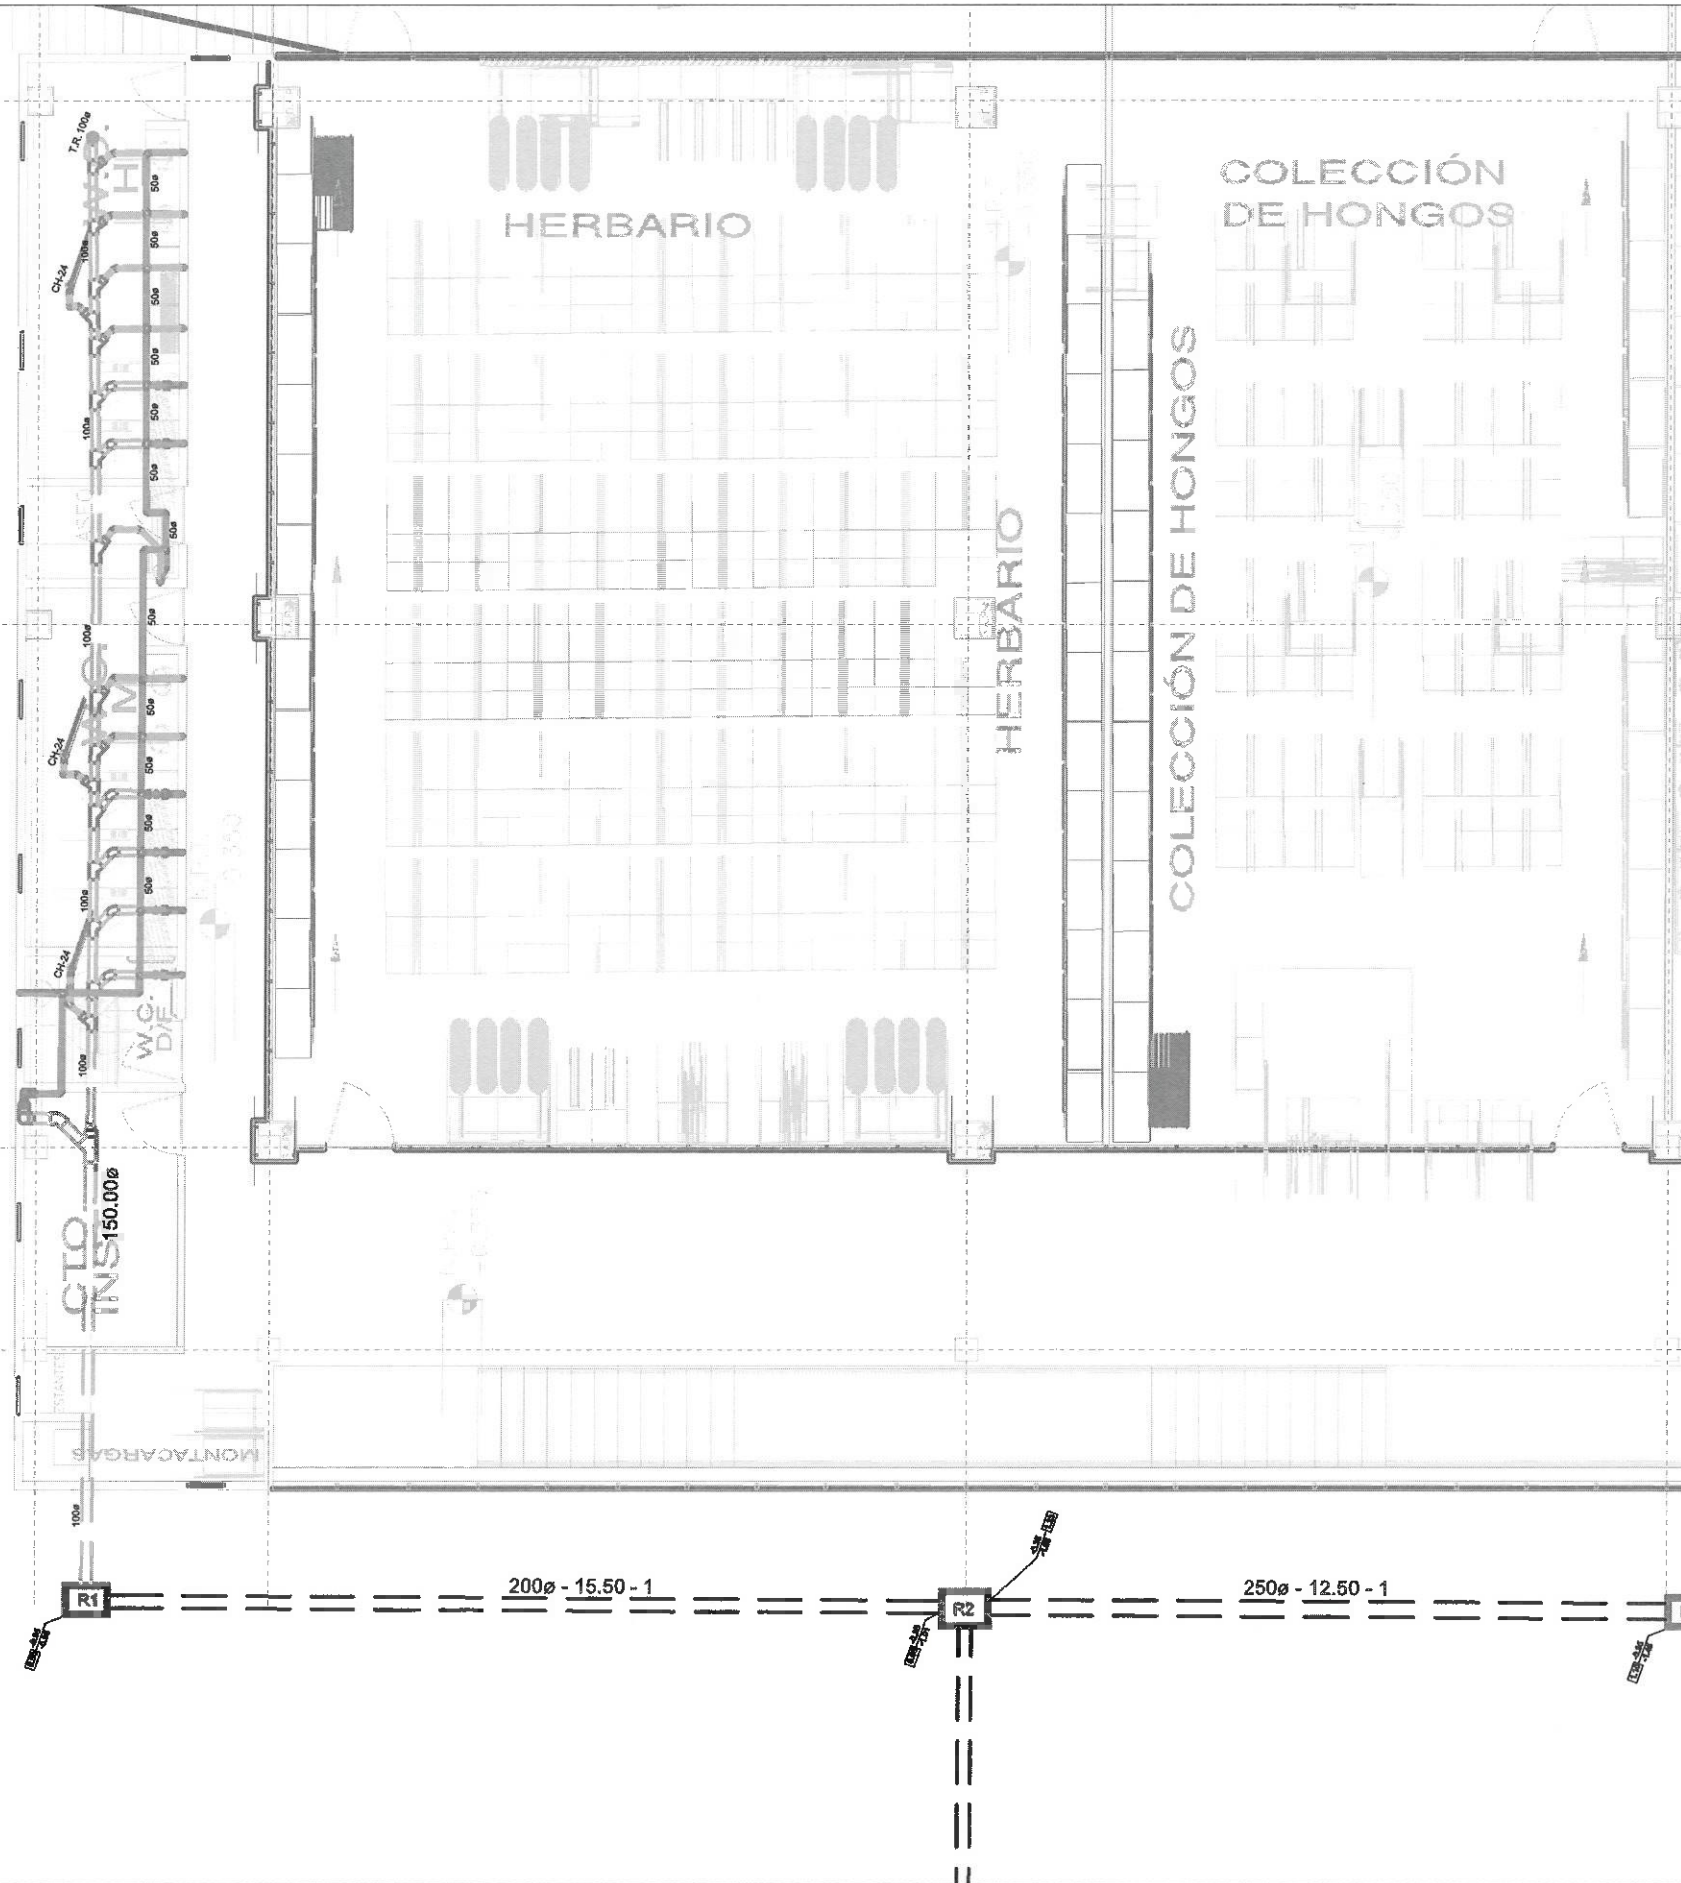 T.R. 100ø
H
50ø
50ø
100ø
CH-24
50ø
50ø
50ø
100ø
50ø
50ø
50ø
100ø
W.C.
M
50ø
CH-24
50ø
50ø
100ø
50ø
CH-24
W.C.
D/F
100ø
150.00ø
CTO
INST
MONTACARGAS
100ø
HERBARIO
HERBARIO
COLECCIÓN
DE HONGOS
COLECCIÓN DE HONGOS
R1
200ø - 15.50 - 1
R2
250ø - 12.50 - 1